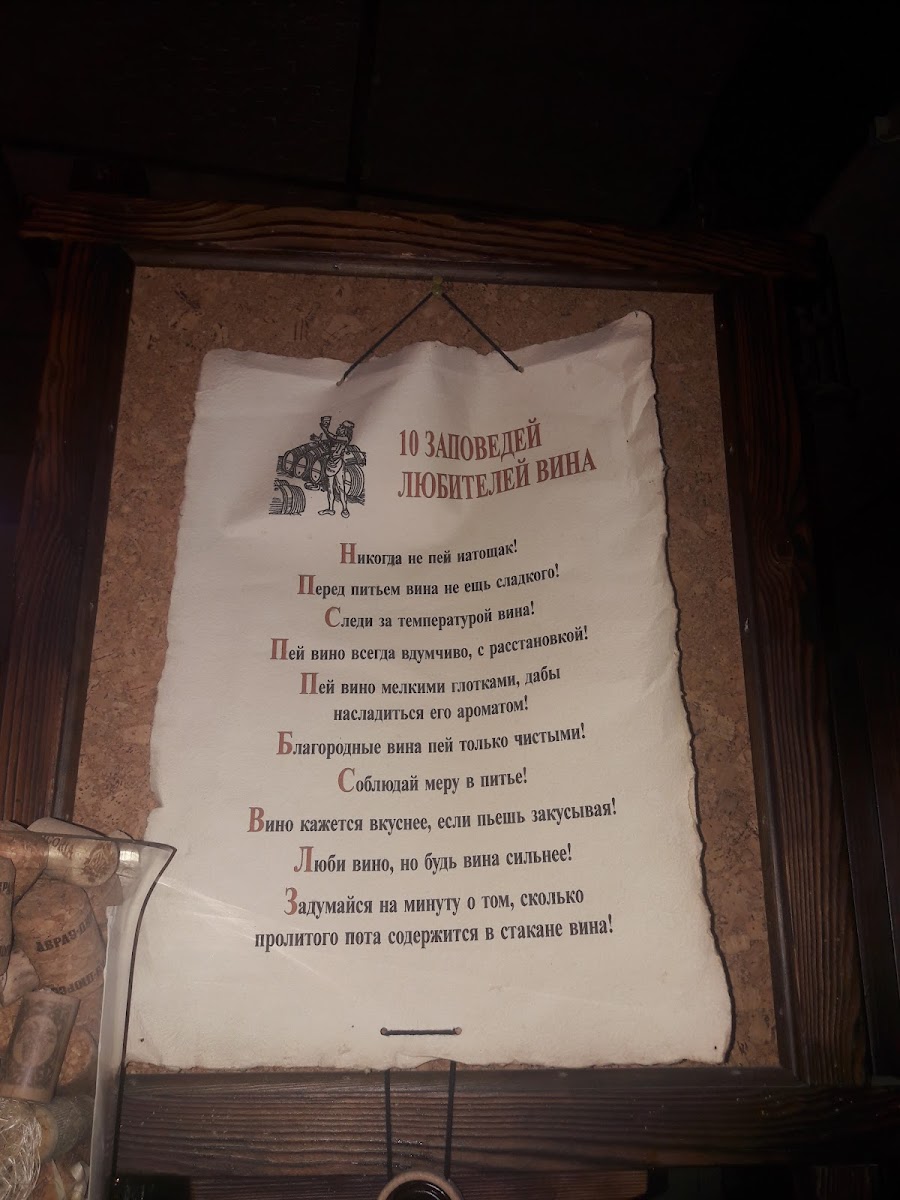 10 ЗАПОВЕДЕЙ
ЛЮБИТЕЛЕЙ ВИНА
Никогда не пей натощак!
Перед питьем вина не ещь сладкого!
Следи за температурой вина!
Пей вино всегда вдумчиво, с расстановкой!
Пей вино мелкими глотками, дабы
насладиться его ароматом!
Благородные вина пей только чистыми!
Соблюдай меру в питье!
Вино кажется вкуснее, если пьешь закусывая!
Люби вино, но будь вина сильнее!
Задумайся на минуту о том, сколько
пролитого пота содержится в стакане вина!
АБРАУ-Д